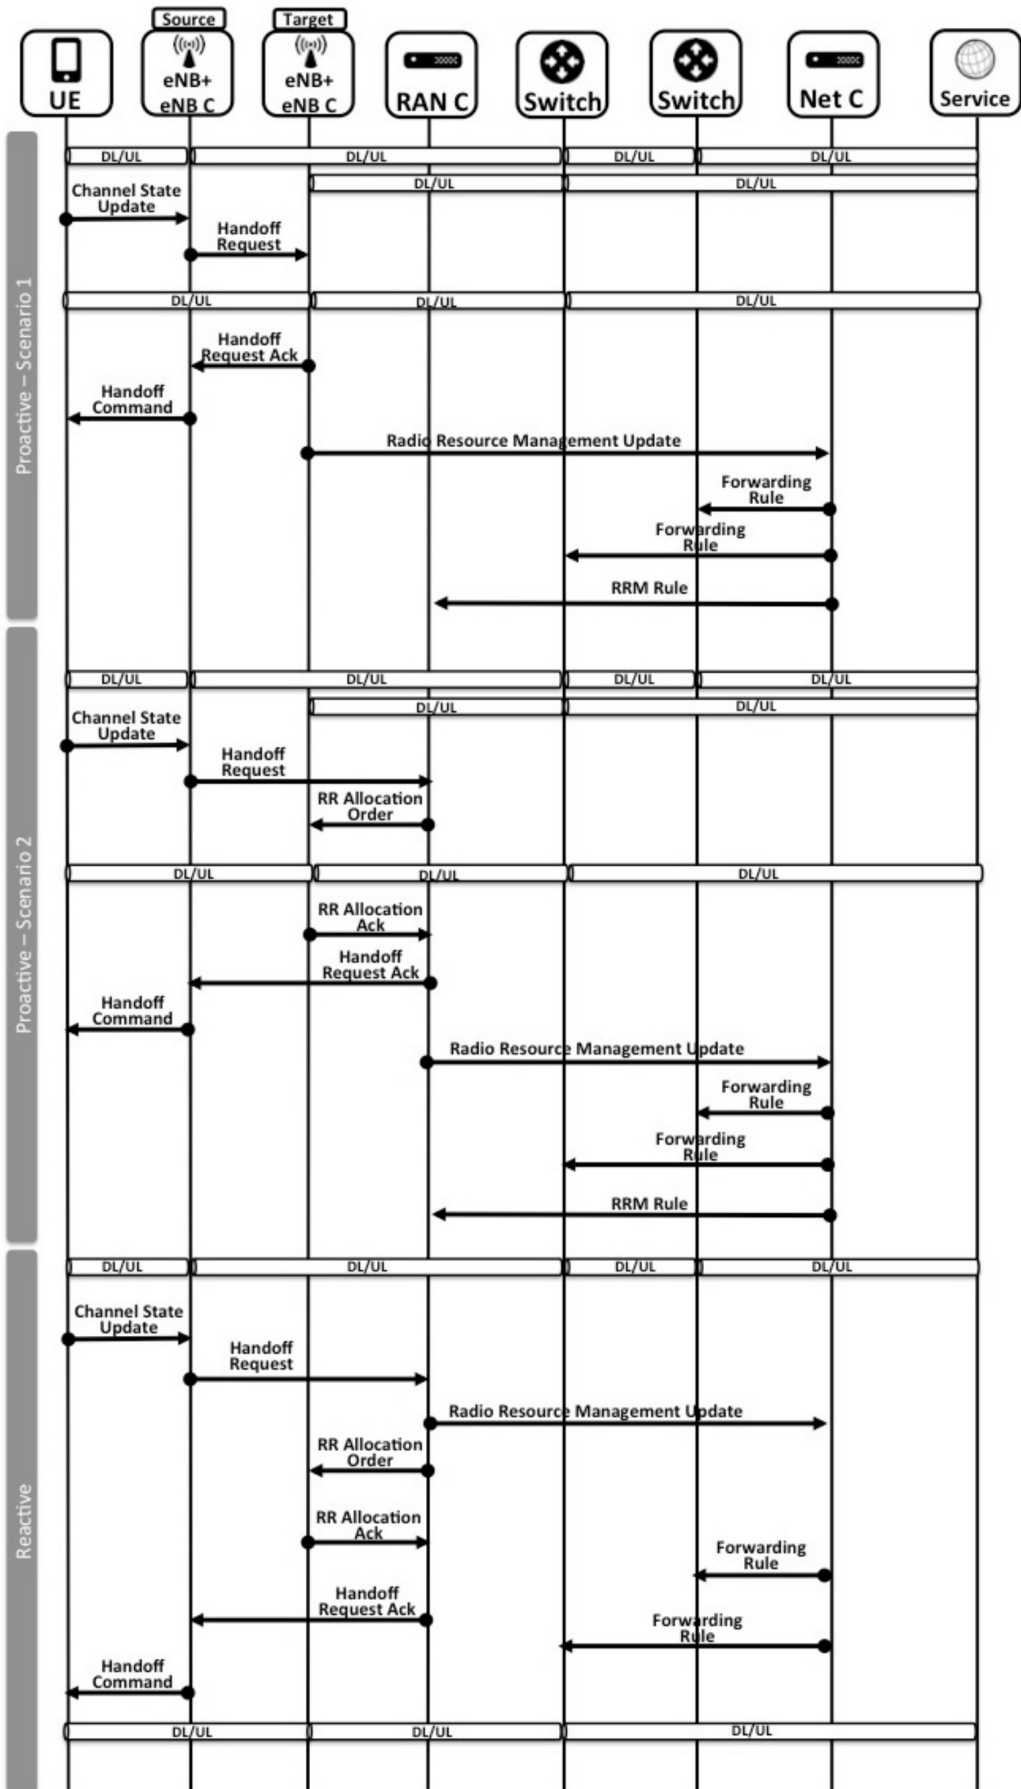 Source
Target
UE
eNB+
eNB C
eNB+
eNB C
RAN C
Switch
Switch
Net C
Service
Proactive – Scenario 1
DL/UL
DL/UL
DL/UL
DL/UL
DL/UL
DL/UL
Channel State
Update
Handoff
Request
DL/UL
DL/UL
DL/UL
Handoff
Request Ack
Handoff
Command
Radio Resource Management Update
Forwarding
Rule
Forwarding
Rule
RRM Rule
Proactive – Scenario 2
DL/UL
DL/UL
DL/UL
DL/UL
DL/UL
DL/UL
Channel State
Update
Handoff
Request
RR Allocation
Order
DL/UL
DL/UL
DL/UL
RR Allocation
Ack
Handoff
Request Ack
Handoff
Command
Radio Resource Management Update
Forwarding
Rule
Forwarding
Rule
RRM Rule
Reactive
DL/UL
DL/UL
DL/UL
DL/UL
Channel State
Update
Handoff
Request
Radio Resource Management Update
RR Allocation
Order
RR Allocation
Ack
Forwarding
Rule
Handoff
Request Ack
Forwarding
Rule
Handoff
Command
DL/UL
DL/UL
DL/UL